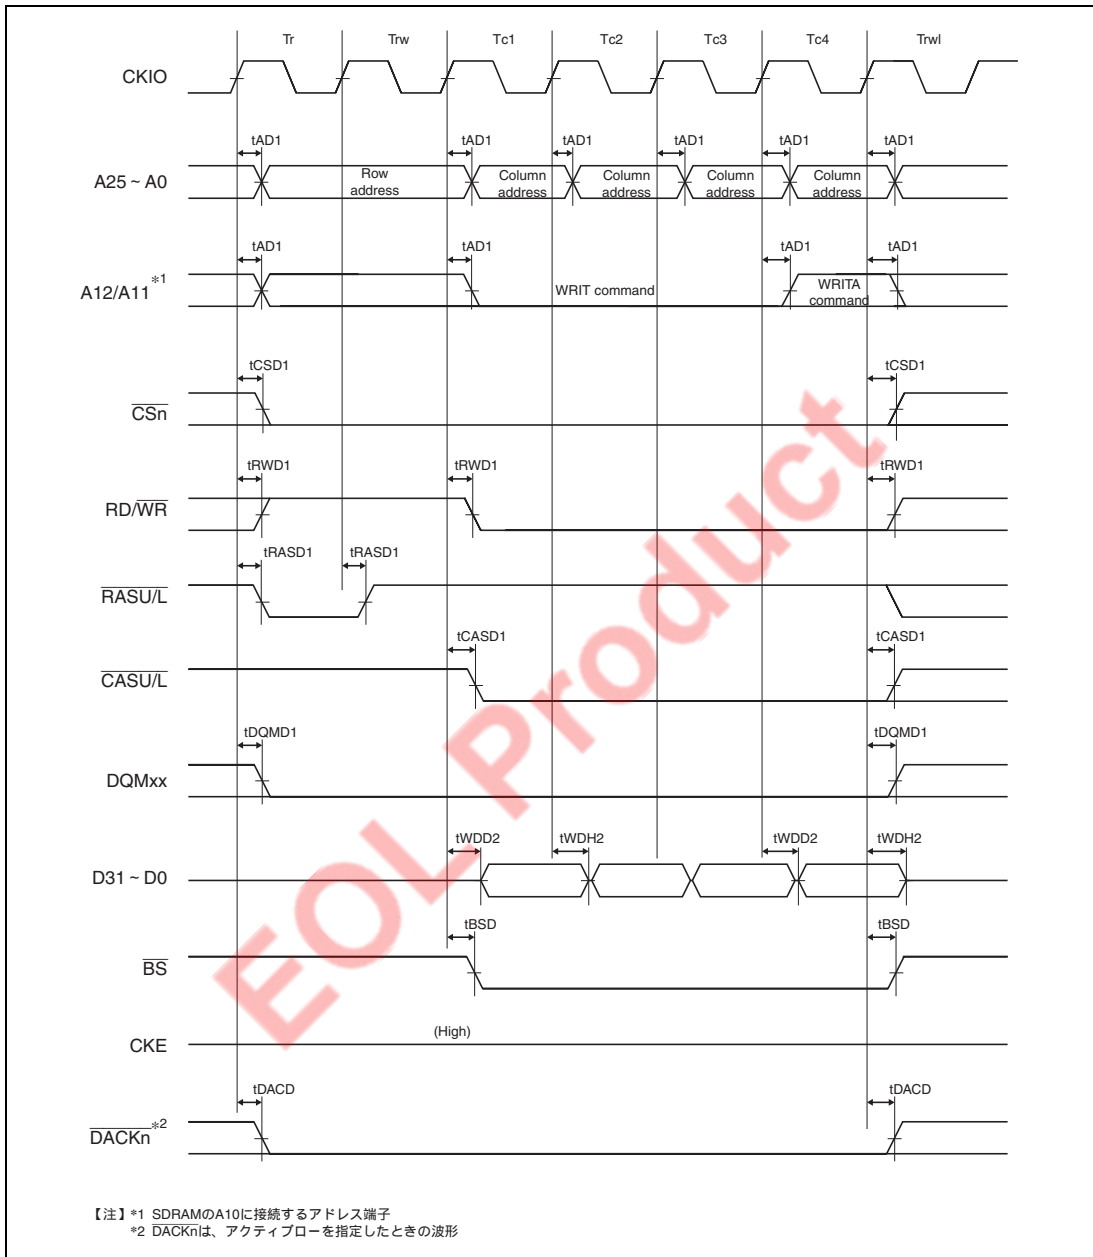 Tr Trw Tc1 Tc2 Tc3 Tc4 Trwl
CKIO
tAD1 tAD1 tAD1 tAD1 tAD1 tAD1
A25 ~ A0
Row address
Column address
Column address
Column address
Column address
tAD1 tAD1 tAD1 tAD1
A12/A11*1
WRIT command
WRITA command
tCSD1 tCSD1
CSn
tRWD1 tRWD1 tRWD1
RD/WR
tRASD1 tRASD1
RASU/L
tCASD1 tCASD1
CASU/L
tDQMD1 tDQMD1
DQMxx
tWDD2 tWDH2 tWDD2 tWDH2
D31 ~ D0
tBSD tBSD
BS
(High)
CKE
tDACD tDACD
DACKn*2
【注】*1 SDRAMのA10に接続するアドレス端子
*2 DACKnは、アクティブローを指定したときの波形
EOL Product